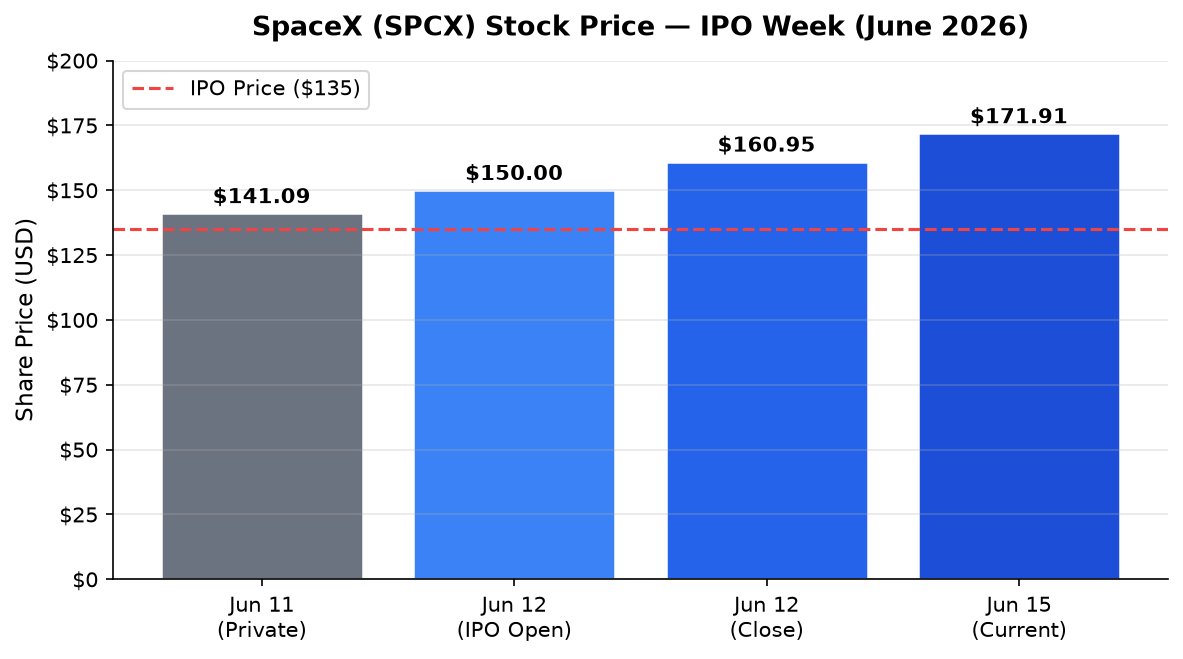 SpaceX (SPCX) Stock Price — IPO Week (June 2026)
IPO Price ($135)
Share Price (USD)
$200
$175
$150
$125
$100
$75
$50
$25
$0
$141.09
$150.00
$160.95
$171.91
Jun 11
(Private)
Jun 12
(IPO Open)
Jun 12
(Close)
Jun 15
(Current)